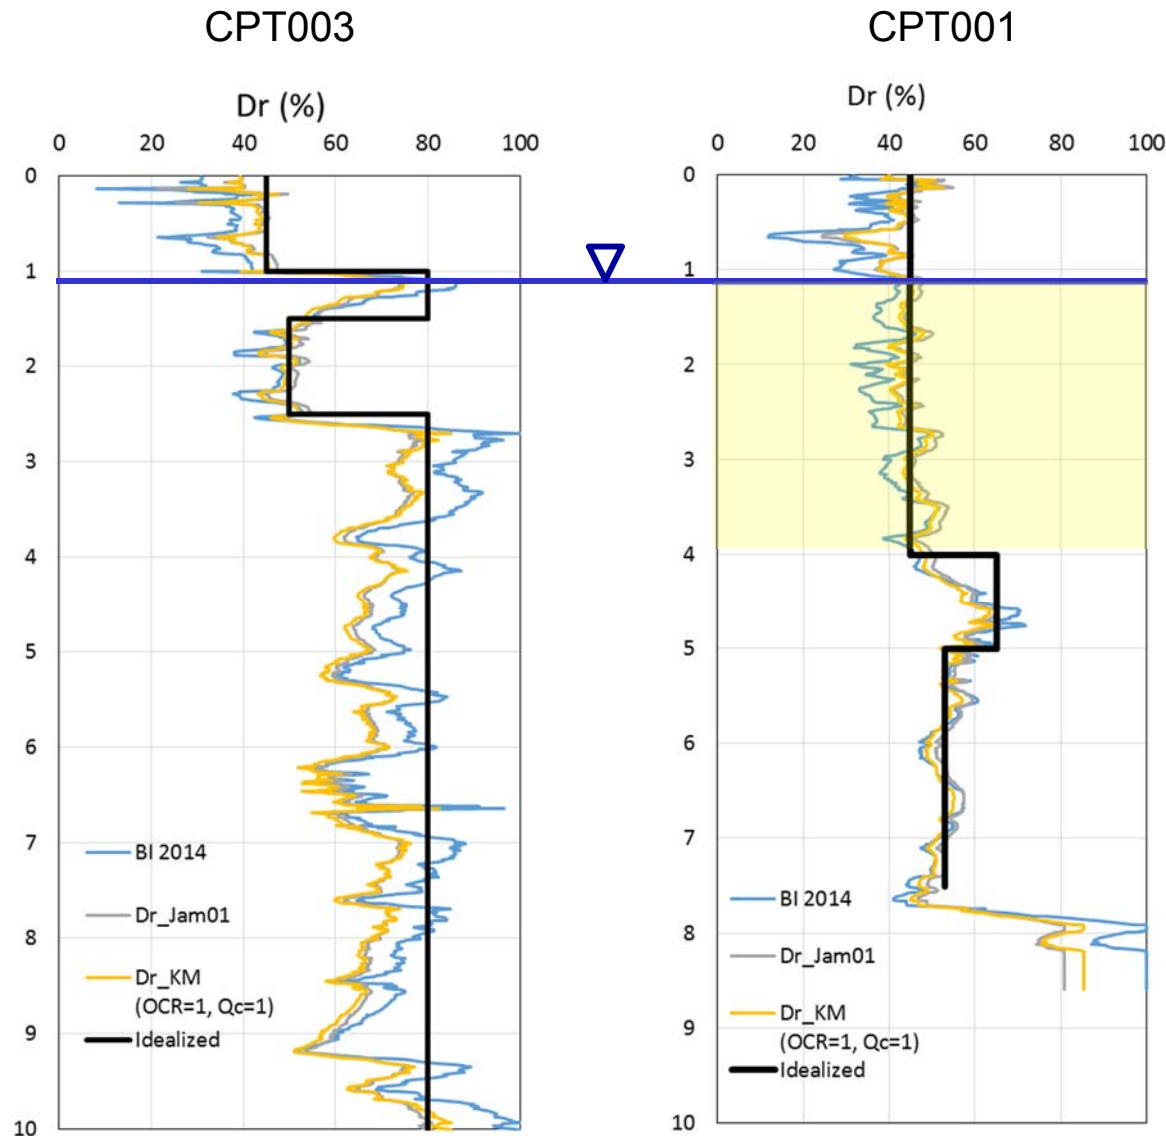 CPT003
Dr (%)
0 20 40 60 80 100
0
1
2
3
4
5
6
7
8
9
10
BI 2014
Dr_Jam01
Dr_KM
(OCR=1, Qc=1)
Idealized
CPT001
Dr (%)
0 20 40 60 80 100
0
1
2
3
4
5
6
7
8
9
10
BI 2014
Dr_Jam01
Dr_KM
(OCR=1, Qc=1)
Idealized